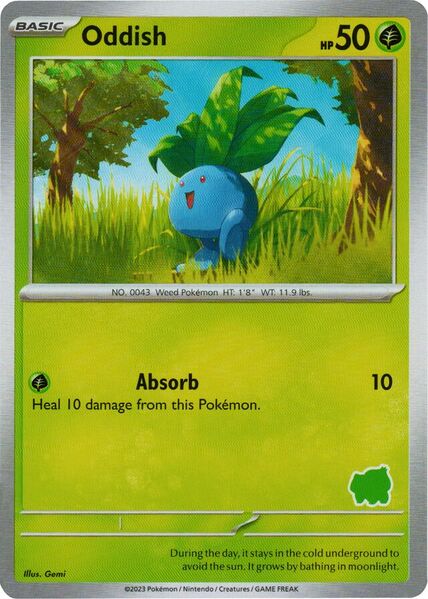 BASIC
Oddish
HP 50
NO. 0043 Weed Pokémon HT: 1'8" WT: 11.9 lbs.
Absorb 10
Heal 10 damage from this Pokémon.
During the day, it stays in the cold underground to
avoid the sun. It grows by bathing in moonlight.
Illus. Gemi
©2023 Pokémon / Nintendo / Creatures / GAME FREAK